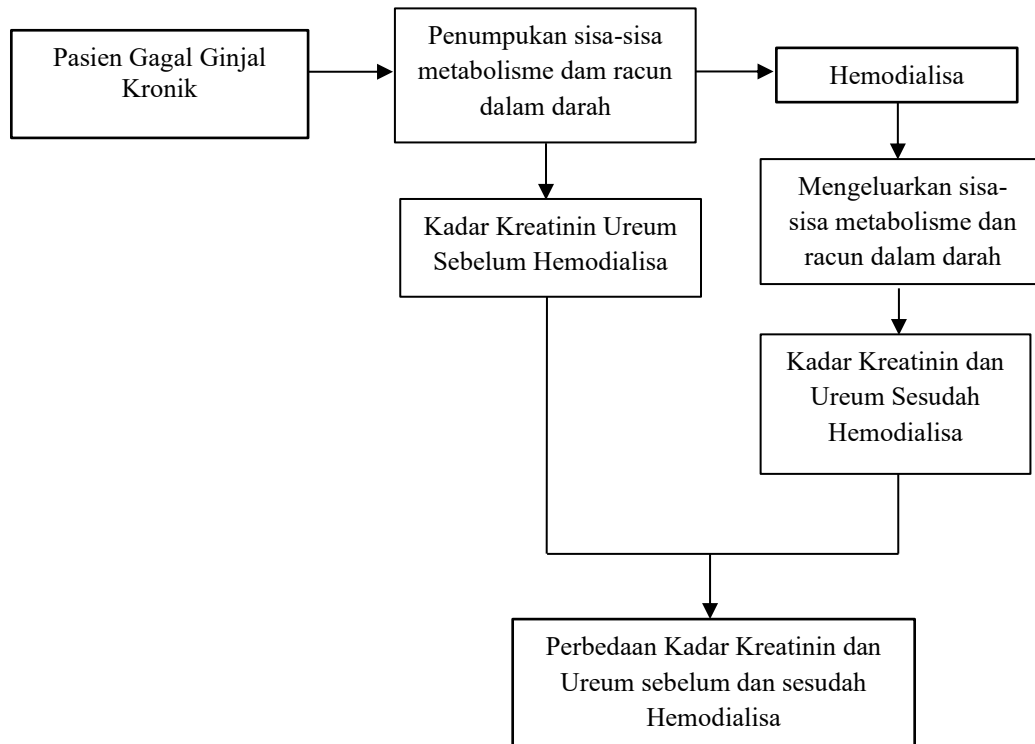 Pasien Gagal Ginjal
Kronik
Penumpukan sisa-sisa
metabolisme dam racun
dalam darah
Hemodialisa
Mengeluarkan sisa-
sisa metabolisme dan
racun dalam darah
Kadar Kreatinin Ureum
Sebelum Hemodialisa
Kadar Kreatinin dan
Ureum Sesudah
Hemodialisa
Perbedaan Kadar Kreatinin dan
Ureum sebelum dan sesudah
Hemodialisa